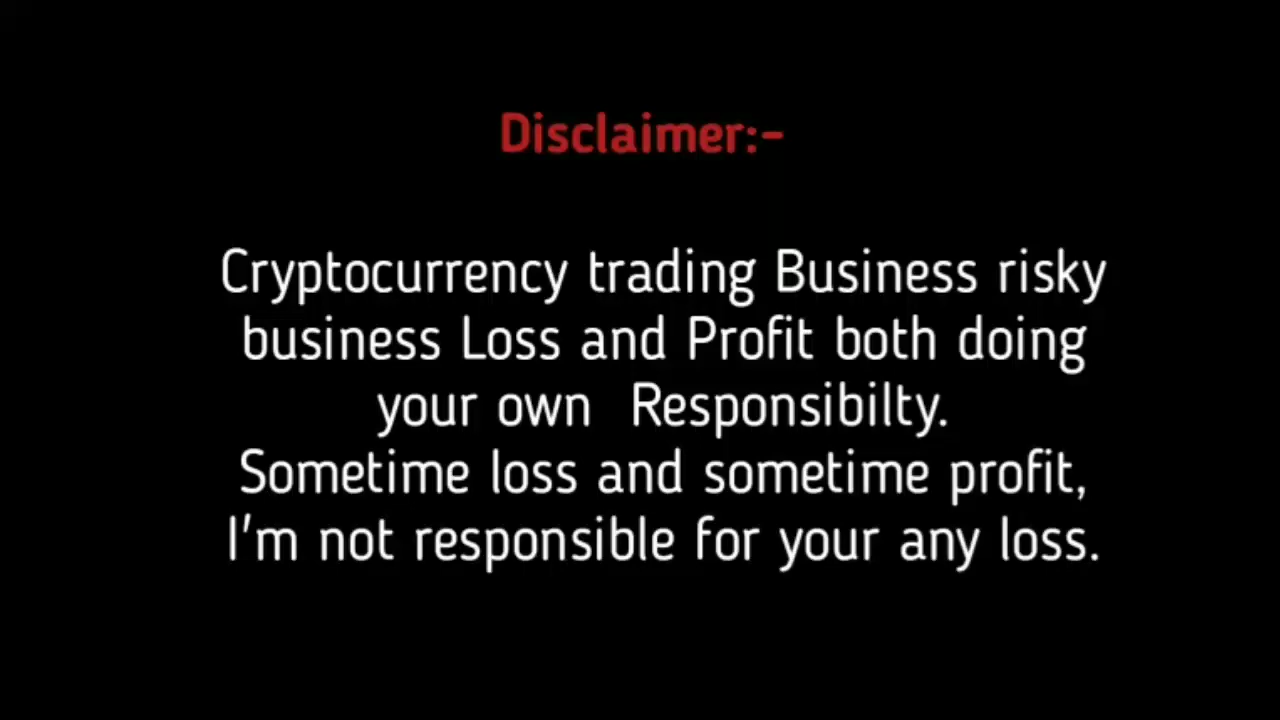 Disclaimer:-
Cryptocurrency trading Business risky
business Loss and Profit both doing
your own Responsibilty.
Sometime loss and sometime profit,
I'm not responsible for your any loss.